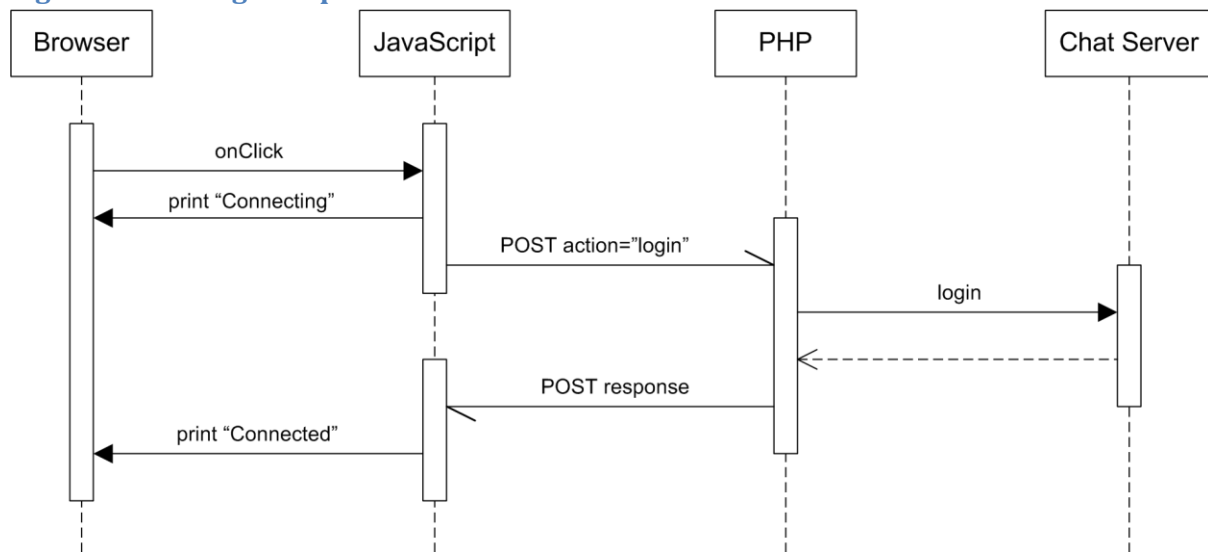 Browser
JavaScript
PHP
Chat Server
onClick
print “Connecting”
POST action=”login”
login
POST response
print “Connected”